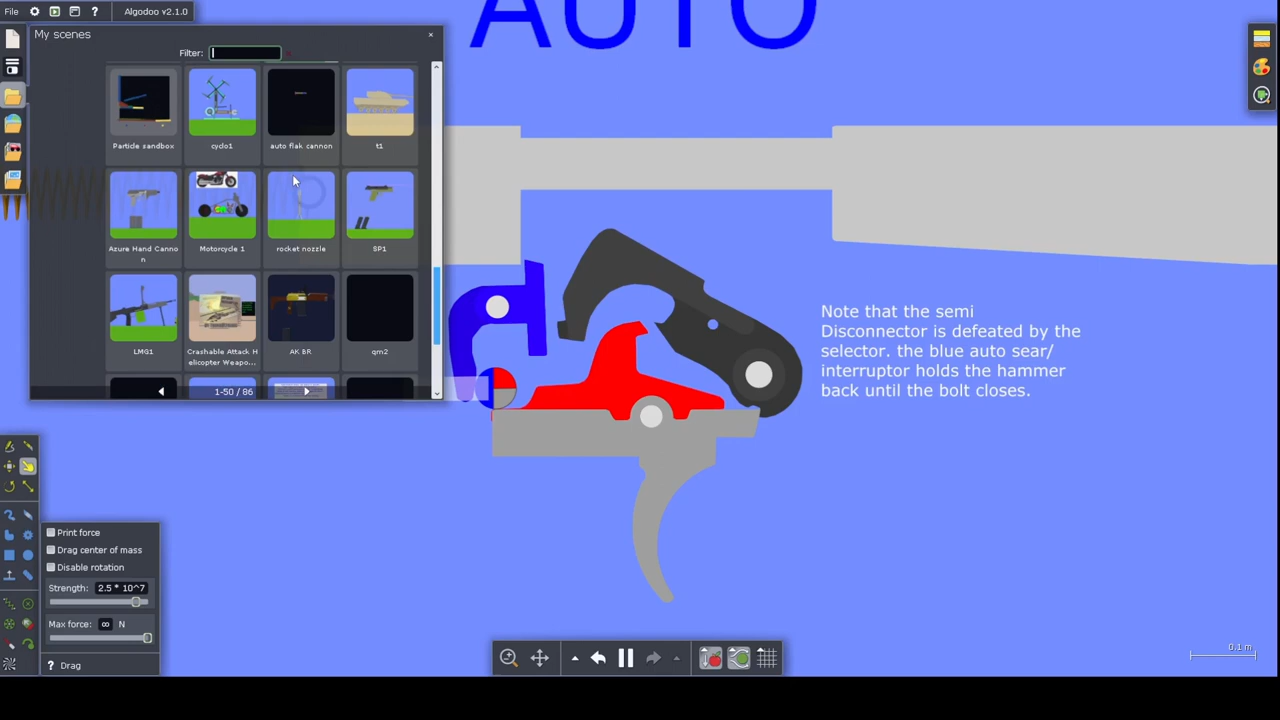 File
?
Algodoo v2.1.0
AUTO
My scenes
Filter:
Particle sandbox
cyclo1
auto flak cannon
t1
Azure Hand Canno
n
Motorcycle 1
rocket nozzle
SP1
LMG1
Crashable Attack H
elicopter Weapo...
AK BR
qm2
1-50 / 86
Note that the semi
Disconnector is defeated by the
selector. the blue auto sear/
interruptor holds the hammer
back until the bolt closes.
Print force
Drag center of mass
Disable rotation
Strength: 2.5 * 10^7
Max force: ∞ N
? Drag
0.1 m